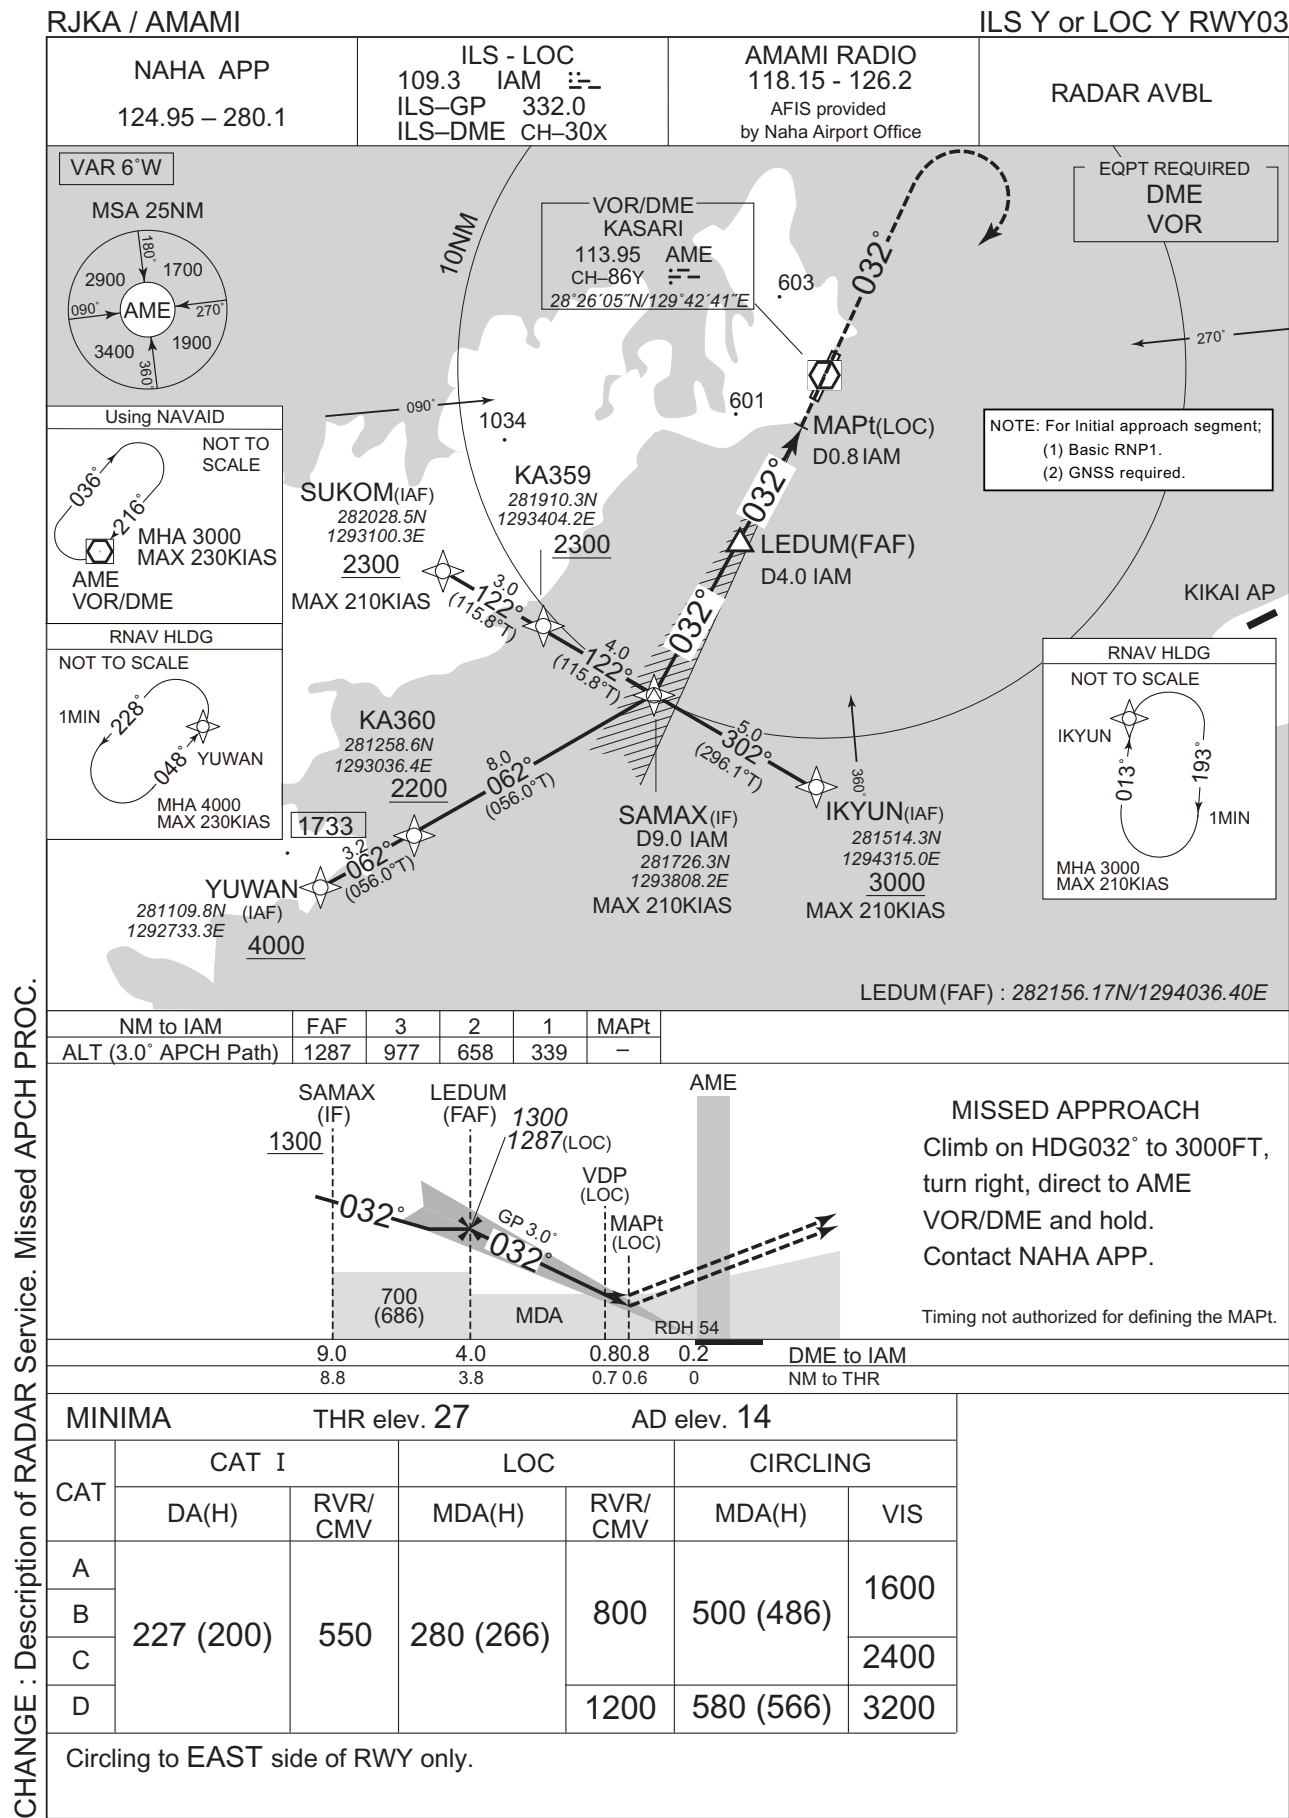 RJKA / AMAMI
ILS Y or LOC Y RWY03
NAHA APP
124.95 – 280.1
ILS - LOC
109.3 IAM
ILS–GP 332.0
ILS–DME CH–30X
AMAMI RADIO
118.15 - 126.2
AFIS provided
by Naha Airport Office
RADAR AVBL
VAR 6˚W
MSA 25NM
180˚
2900
1700
090˚
AME
270˚
3400
1900
360˚
10NM
VOR/DME
KASARI
113.95 AME
CH–86Y
28˚26´05˝N/129˚42´41˝E
EQPT REQUIRED
DME
VOR
603
032˚
270˚
Using NAVAID
NOT TO
SCALE
036˚
216˚
MHA 3000
MAX 230KIAS
AME
VOR/DME
090˚
1034
601
MAPt(LOC)
D0.8 IAM
NOTE: For Initial approach segment;
(1) Basic RNP1.
(2) GNSS required.
KA359
281910.3N
1293404.2E
2300
SUKOM(IAF)
282028.5N
1293100.3E
2300
MAX 210KIAS
032˚
LEDUM(FAF)
D4.0 IAM
3.0
122°
(115.8°T)
KIKAI AP
RNAV HLDG
NOT TO SCALE
1MIN
228°
048°
YUWAN
MHA 4000
MAX 230KIAS
032°
4.0
122°
(115.8°T)
RNAV HLDG
NOT TO SCALE
IKYUN
013°
193°
1MIN
MHA 3000
MAX 210KIAS
KA360
281258.6N
1293036.4E
2200
8.0
062°
(056.0°T)
5.0
302°
(296.1°T)
360˚
1733
3.2
062°
(056.0°T)
SAMAX(IF)
D9.0 IAM
281726.3N
1293808.2E
MAX 210KIAS
IKYUN(IAF)
281514.3N
1294315.0E
3000
MAX 210KIAS
YUWAN
(IAF)
281109.8N
1292733.3E
4000
LEDUM(FAF) : 282156.17N/1294036.40E
NM to IAM FAF 3 2 1 MAPt
ALT (3.0˚ APCH Path) 1287 977 658 339 –
SAMAX
(IF)
1300
LEDUM
(FAF)
1300
1287(LOC)
VDP
(LOC)
MAPt
(LOC)
AME
032˚
GP 3.0˚
032˚
700
(686)
MDA
RDH 54
9.0 4.0 0.8 0.8 0.2 DME to IAM
8.8 3.8 0.7 0.6 0 NM to THR
MISSED APPROACH
Climb on HDG032˚ to 3000FT,
turn right, direct to AME
VOR/DME and hold.
Contact NAHA APP.
Timing not authorized for defining the MAPt.
MINIMA THR elev. 27 AD elev. 14
CAT
CAT I LOC CIRCLING
DA(H) RVR/CMV MDA(H) RVR/CMV MDA(H) VIS
A
B
C
D
227 (200)
550
280 (266)
800
1200
500 (486)
580 (566)
1600
2400
3200
Circling to EAST side of RWY only.
CHANGE : Description of RADAR Service. Missed APCH PROC.